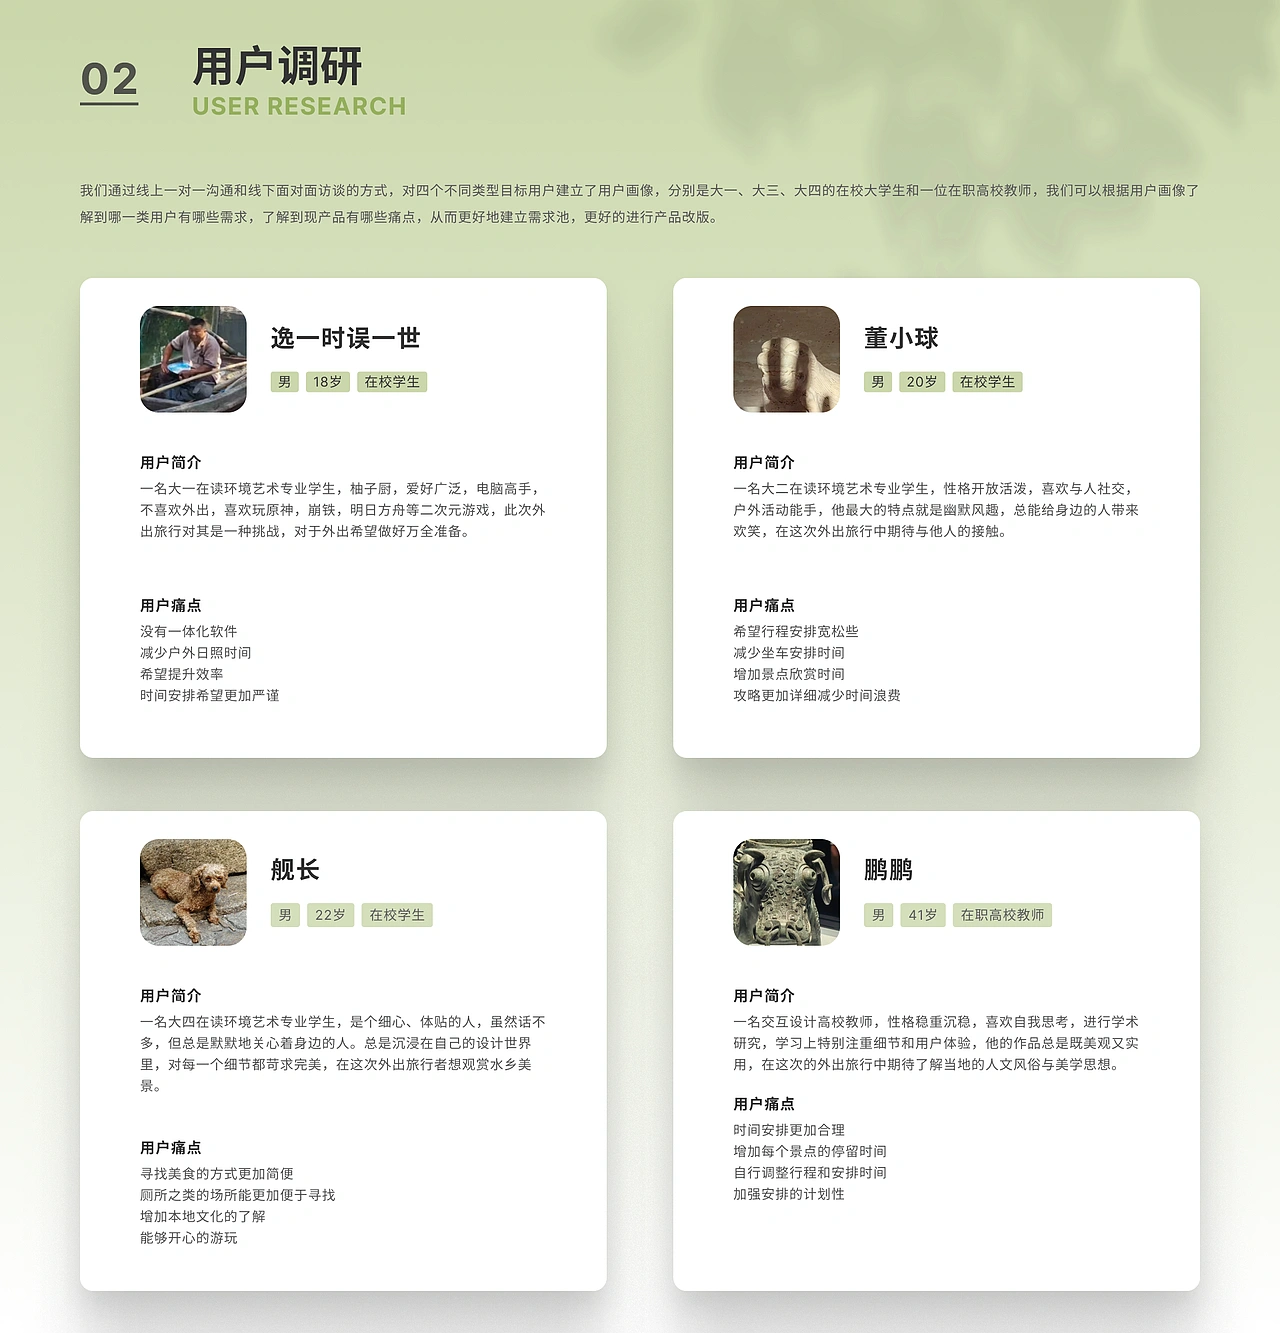 02
用户调研
USER RESEARCH
我们通过线上一对一沟通和线下面对面访谈的方式，对四个不同类型目标用户建立了用户画像，分别是大一、大三、大四的在校大学生和一位在职高校教师，我们可以根据用户画像了
解到哪一类用户有哪些需求，了解到现产品有哪些痛点，从而更好地建立需求池，更好的进行产品改版。
逸一时误一世
男 18岁 在校学生
用户简介
一名大一在读环境艺术专业学生，柚子厨，爱好广泛，电脑高手，
不喜欢外出，喜欢玩原神，崩铁，明日方舟等二次元游戏，此次外
出旅行对其是一种挑战，对于外出希望做好万全准备。
用户痛点
没有一体化软件
减少户外日照时间
希望提升效率
时间安排希望更加严谨
董小球
男 20岁 在校学生
用户简介
一名大二在读环境艺术专业学生，性格开放活泼，喜欢与人社交，
户外活动能手，他最大的特点就是幽默风趣，总能给身边的人带来
欢笑，在这次外出旅行中期待与他人的接触。
用户痛点
希望行程安排宽松些
减少坐车安排时间
增加景点欣赏时间
攻略更加详细减少时间浪费
舰长
男 22岁 在校学生
用户简介
一名大四在读环境艺术专业学生，是个细心、体贴的人，虽然话不
多，但总是默默地关心着身边的人。总是沉浸在自己的设计世界
里，对每一个细节都苛求完美，在这次外出旅行者想观赏水乡美
景。
用户痛点
寻找美食的方式更加简便
厕所之类的场所能更加便于寻找
增加本地文化的了解
能够开心的游玩
鹏鹏
男 41岁 在职高校教师
用户简介
一名交互设计高校教师，性格稳重沉稳，喜欢自我思考，进行学术
研究，学习上特别注重细节和用户体验，他的作品总是既美观又实
用，在这次的外出旅行中期待了解当地的人文风俗与美学思想。
用户痛点
时间安排更加合理
增加每个景点的停留时间
自行调整行程和安排时间
加强安排的计划性